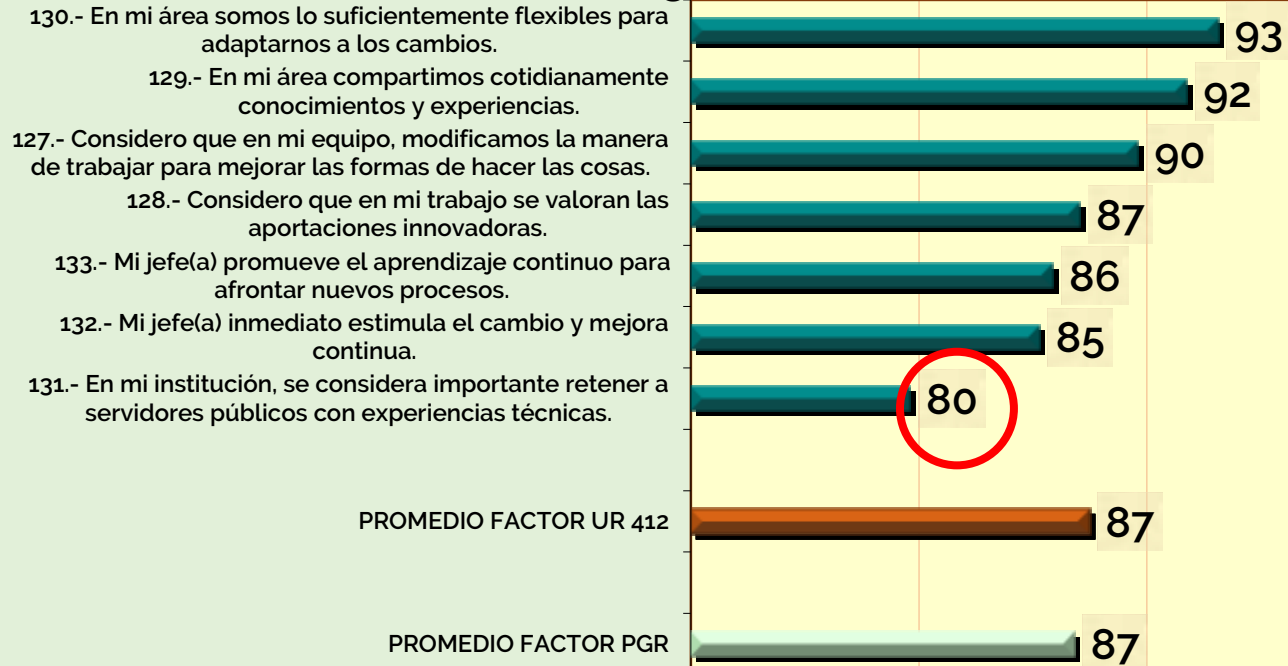 130.- En mi área somos lo suficientemente flexibles para
adaptarnos a los cambios.
93
129.- En mi área compartimos cotidianamente
conocimientos y experiencias.
92
127.- Considero que en mi equipo, modificamos la manera
de trabajar para mejorar las formas de hacer las cosas.
90
128.- Considero que en mi trabajo se valoran las
aportaciones innovadoras.
87
133.- Mi jefe(a) promueve el aprendizaje continuo para
afrontar nuevos procesos.
86
132.- Mi jefe(a) inmediato estimula el cambio y mejora
continua.
85
131.- En mi institución, se considera importante retener a
servidores públicos con experiencias técnicas.
80
PROMEDIO FACTOR UR 412
87
PROMEDIO FACTOR PGR
87